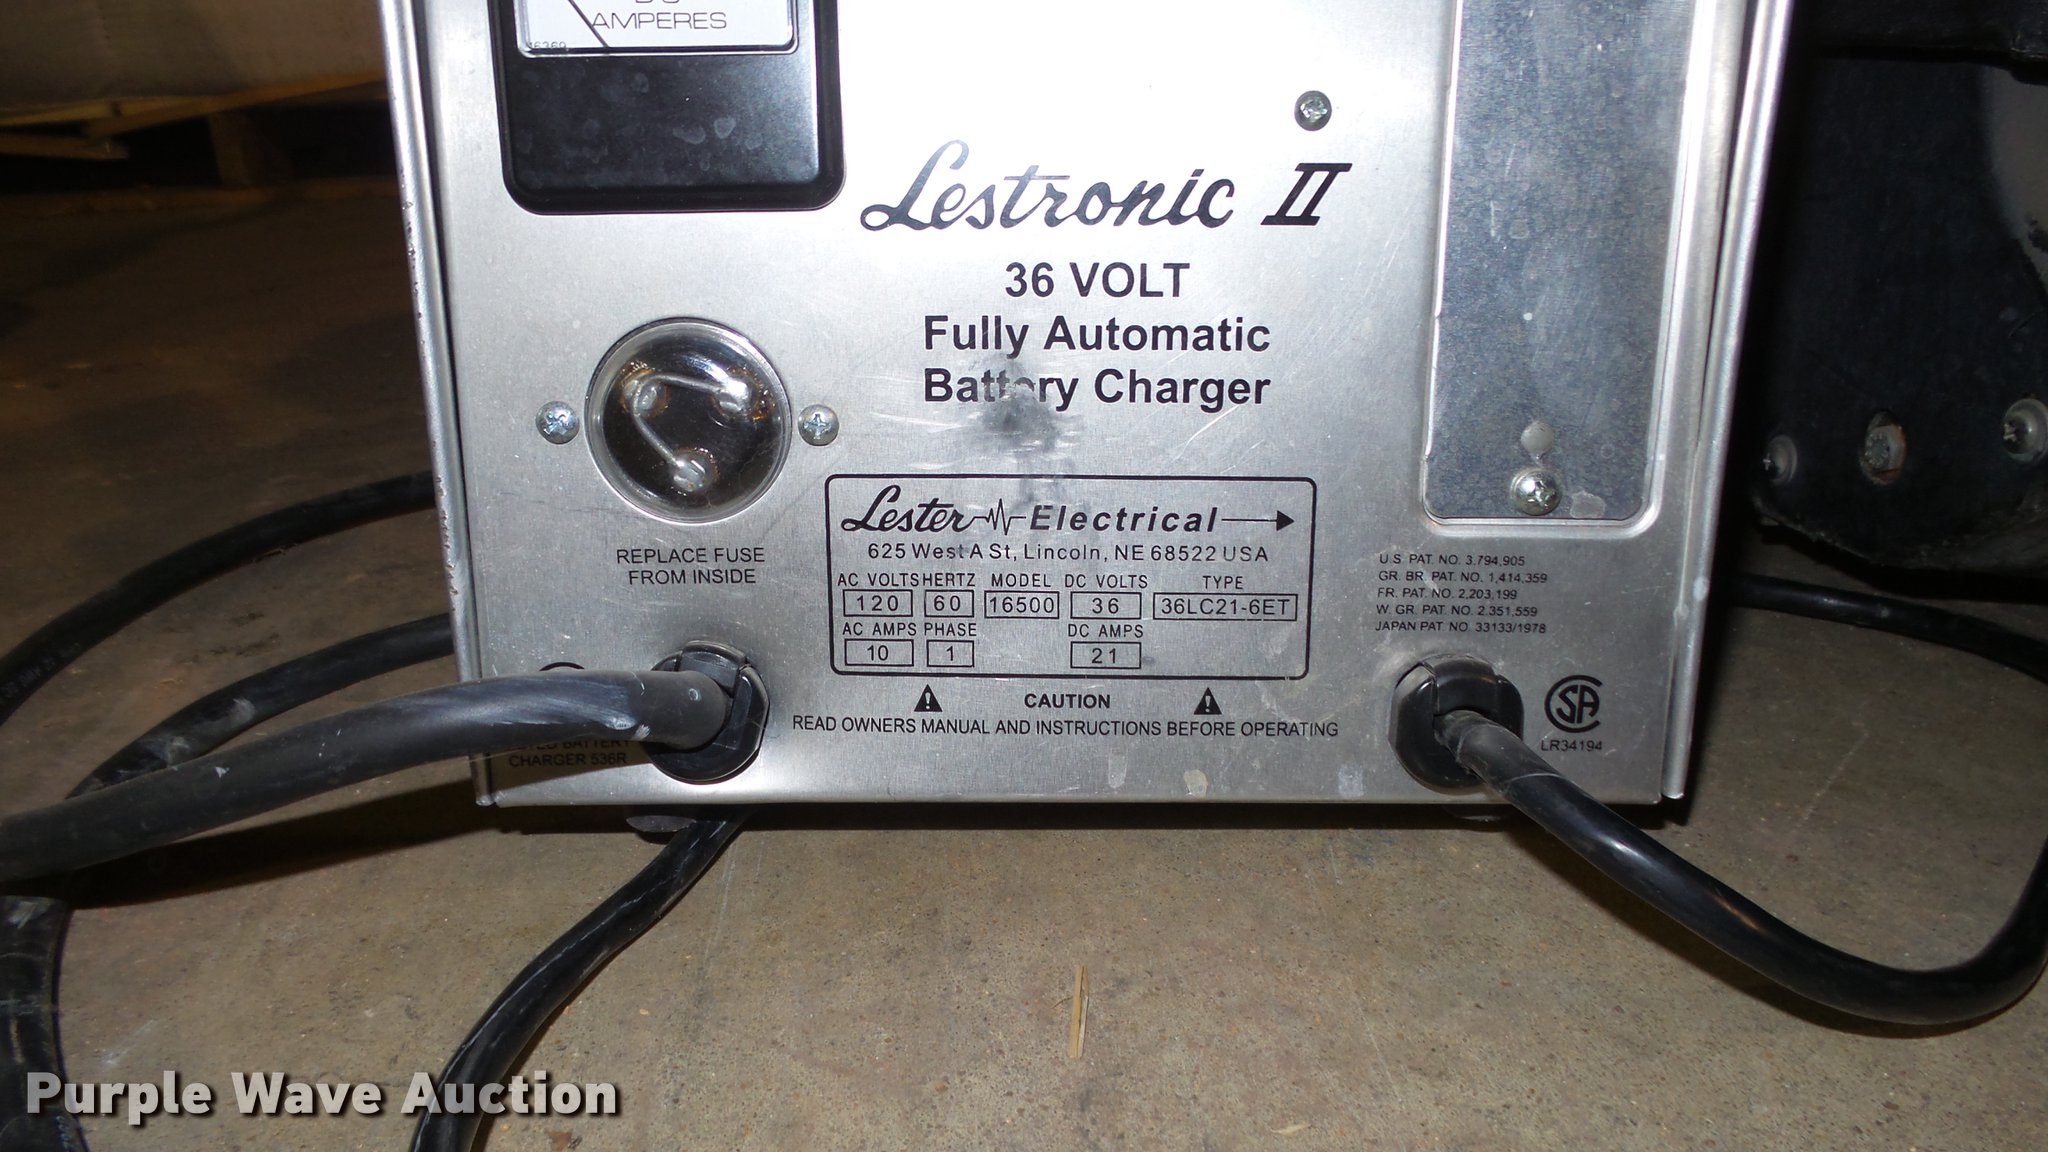 DC
AMPERES
16369
Lestronic II
36 VOLT
Fully Automatic
Battery Charger
REPLACE FUSE
FROM INSIDE
Lester Electrical
625 West A St, Lincoln, NE 68522 USA
AC VOLTS HERTZ MODEL DC VOLTS TYPE
120 60 16500 36 36LC21-6ET
AC AMPS PHASE DC AMPS
10 1 21
U.S. PAT. NO. 3,794,905
GR. BR. PAT. NO. 1,414,359
FR. PAT. NO. 2,203,199
W. GR. PAT. NO. 2,351,559
JAPAN PAT. NO. 33133/1978
! CAUTION !
READ OWNERS MANUAL AND INSTRUCTIONS BEFORE OPERATING
BATTERY
CHARGER 536R
CSA
LR34194
Purple Wave Auction